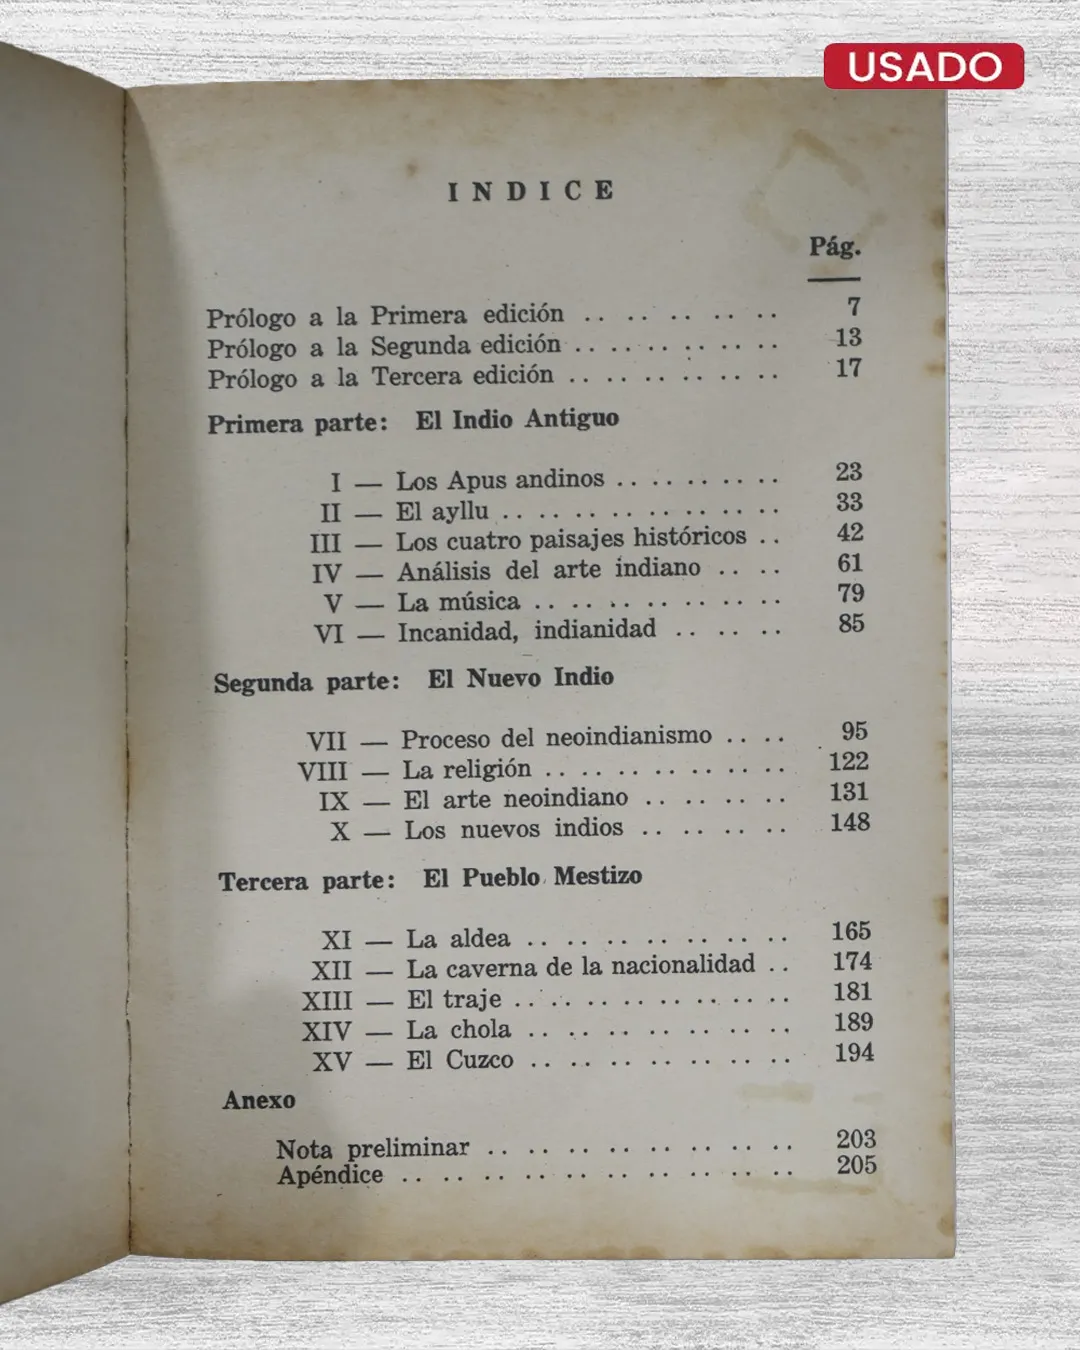 USADO
INDICE
Pág.
Prólogo a la Primera edición .. .. .. .. .. 7
Prólogo a la Segunda edición .. .. .. .. .. 13
Prólogo a la Tercera edición .. .. .. .. .. 17
Primera parte: El Indio Antiguo
I — Los Apus andinos .. .. .. .. .. 23
II — El ayllu .. .. .. .. .. .. .. 33
III — Los cuatro paisajes históricos .. 42
IV — Análisis del arte indiano .. .. 61
V — La música .. .. .. .. .. .. 79
VI — Incanidad, indianidad .. .. .. 85
Segunda parte: El Nuevo Indio
VII — Proceso del neoindianismo .. .. 95
VIII — La religión .. .. .. .. .. .. 122
IX — El arte neoindiano .. .. .. .. 131
X — Los nuevos indios .. .. .. .. 148
Tercera parte: El Pueblo Mestizo
XI — La aldea .. .. .. .. .. .. .. 165
XII — La caverna de la nacionalidad .. 174
XIII — El traje .. .. .. .. .. .. .. 181
XIV — La chola .. .. .. .. .. .. .. 189
XV — El Cuzco .. .. .. .. .. .. .. 194
Anexo
Nota preliminar .. .. .. .. .. .. .. .. 203
Apéndice .. .. .. .. .. .. .. .. .. .. 205